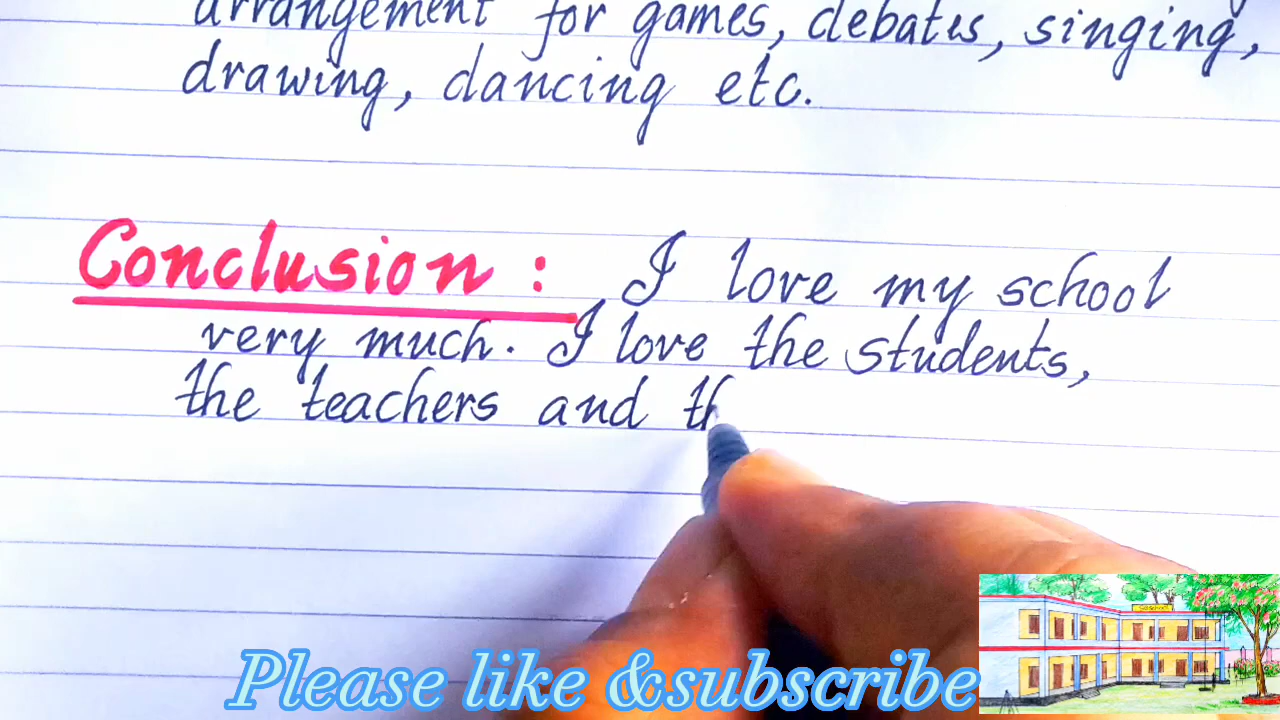 arrangement for games, debates, singing,
drawing, dancing etc.
Conclusion : I love my school
very much. I love the students,
the teachers and th
Please like &subscribe